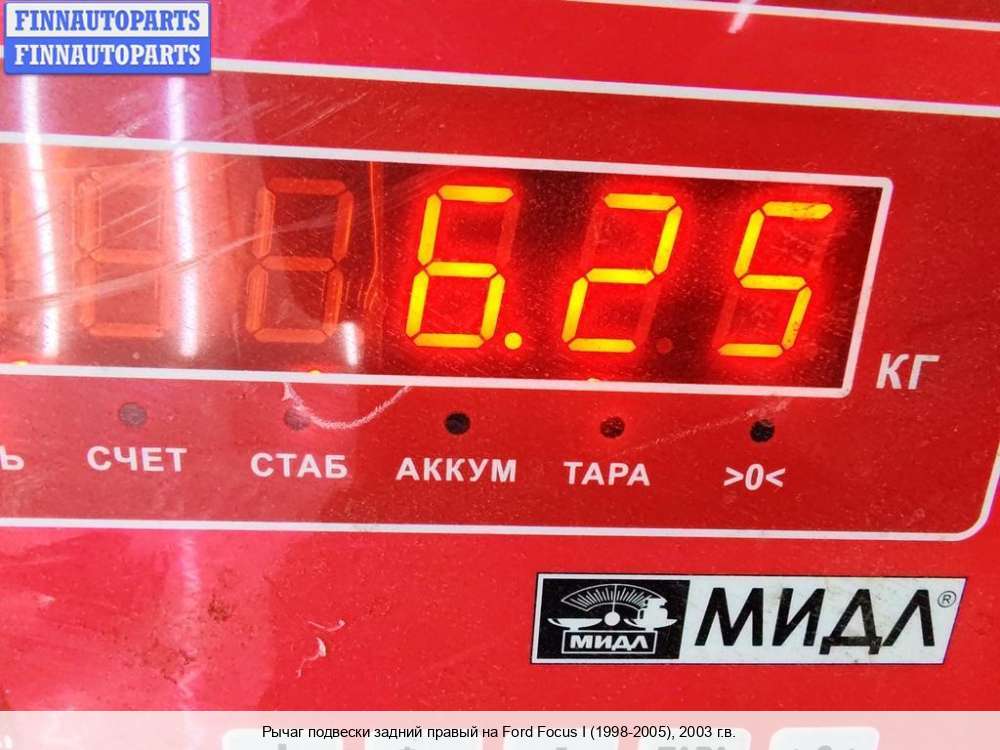 FINNAUTOPARTS
FINNAUTOPARTS
6.25
КГ
СЧЕТ СТАБ АККУМ ТАРА >0<
МИДЛ МИДЛ®
Рычаг подвески задний правый на Ford Focus I (1998-2005), 2003 г.в.